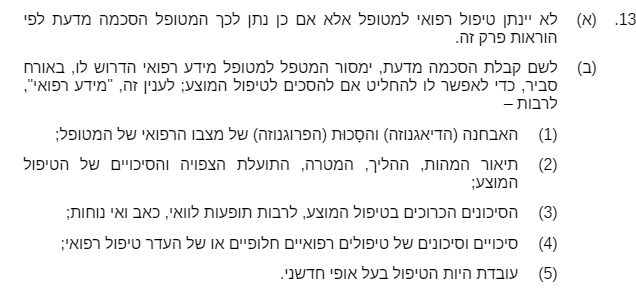 13. (א) לא יינתן טיפול רפואי למטופל אלא אם כן נתן לכך המטופל הסכמה מדעת לפי
הוראות פרק זה.
(ב) לשם קבלת הסכמה מדעת, ימסור המטפל למטופל מידע רפואי הדרוש לו, באורח
סביר, כדי לאפשר לו להחליט אם להסכים לטיפול המוצע; לענין זה, "מידע רפואי",
לרבות –
(1) האבחנה (הדיאגנוזה) והסָכוּת (הפרוגנוזה) של מצבו הרפואי של המטופל;
(2) תיאור המהות, ההליך, המטרה, התועלת הצפויה והסיכויים של הטיפול
המוצע;
(3) הסיכונים הכרוכים בטיפול המוצע, לרבות תופעות לוואי, כאב ואי נוחות;
(4) סיכויים וסיכונים של טיפולים רפואיים חלופיים או של העדר טיפול רפואי;
(5) עובדת היות הטיפול בעל אופי חדשני.